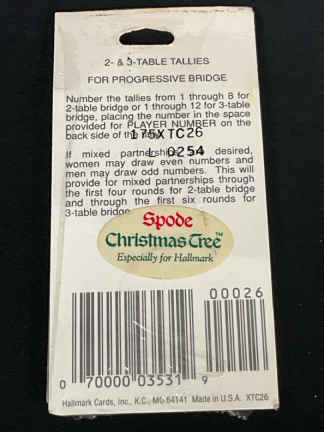 2- & 3-TABLE TALLIES
FOR PROGRESSIVE BRIDGE
Number the tallies from 1 through 8 for
2-table bridge or 1 through 12 for 3-table
bridge, placing the number in the space
provided for PLAYER NUMBER on the
back side of the
175XTC26
If mixed partnerships desired,
L 0254
women may draw even numbers and
men may draw odd numbers. This will
provide for mixed partnerships through
the first four rounds for 2-table bridge
and through the first six rounds for
3-table bridge.
Spode
Christmas Tree™
Especially for Hallmark
00026
0 70000 03531 9
Hallmark Cards, Inc., K.C., MO 64141 Made in U.S.A. XTC26